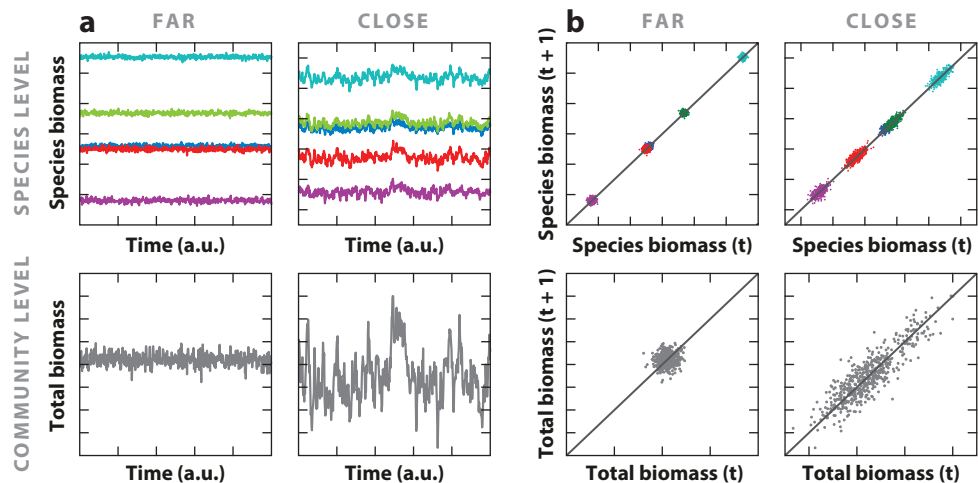 a
b
FAR
CLOSE
FAR
CLOSE
SPECIES LEVEL
Species biomass
Time (a.u.)
Time (a.u.)
Species biomass (t + 1)
Species biomass (t)
Species biomass (t)
COMMUNITY LEVEL
Total biomass
Time (a.u.)
Time (a.u.)
Total biomass (t + 1)
Total biomass (t)
Total biomass (t)